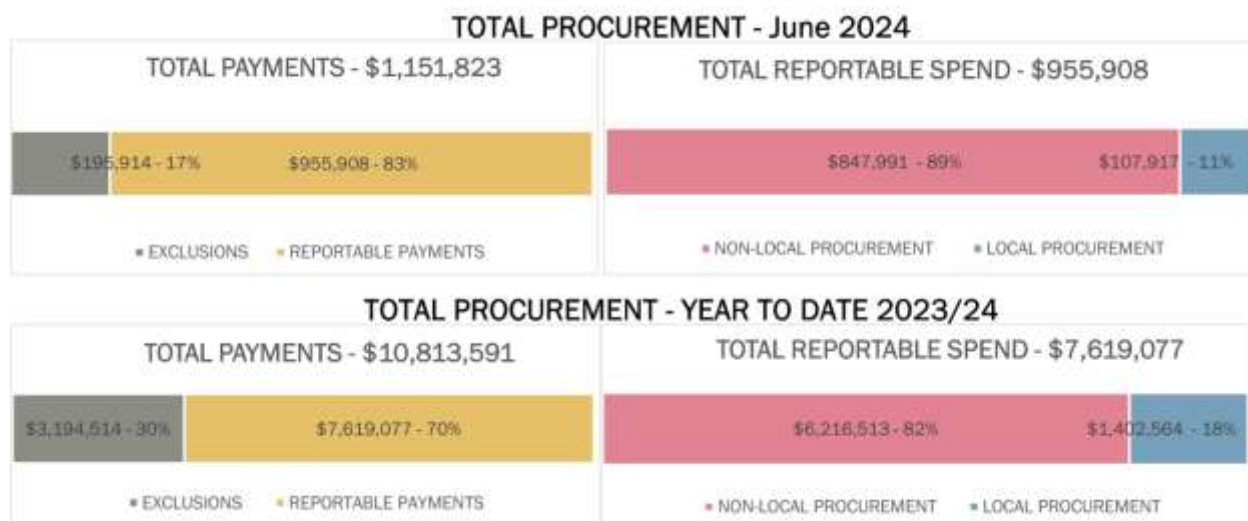 TOTAL PROCUREMENT - June 2024
TOTAL PAYMENTS - $1,151,823
$195,914 - 17%
$955,908 - 83%
EXCLUSIONS
REPORTABLE PAYMENTS
TOTAL REPORTABLE SPEND - $955,908
$847,991 - 89%
$107,917 - 11%
NON-LOCAL PROCUREMENT
LOCAL PROCUREMENT
TOTAL PROCUREMENT - YEAR TO DATE 2023/24
TOTAL PAYMENTS - $10,813,591
$3,194,514 - 30%
$7,619,077 - 70%
EXCLUSIONS
REPORTABLE PAYMENTS
TOTAL REPORTABLE SPEND - $7,619,077
$6,216,513 - 82%
$1,402,564 - 18%
NON-LOCAL PROCUREMENT
LOCAL PROCUREMENT